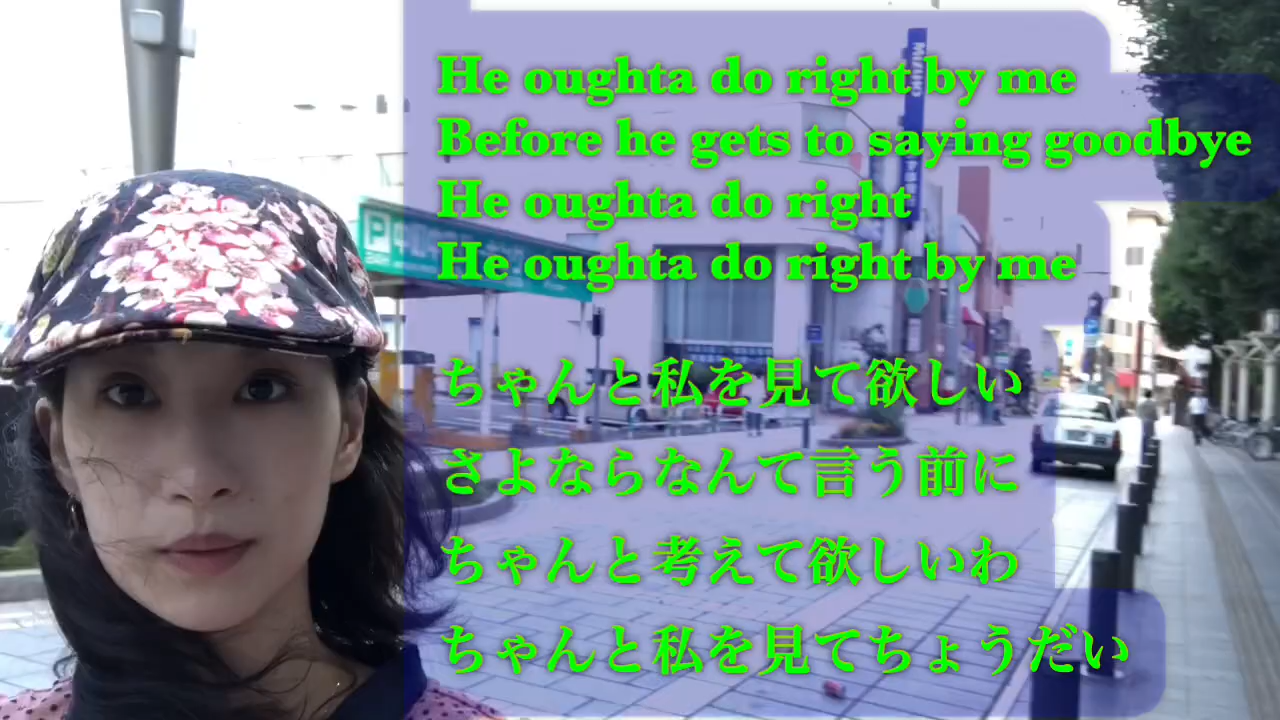 He oughta do right by me
Before he gets to saying goodbye
He oughta do right
He oughta do right by me
ちゃんと私を見て欲しい
さよならなんて言う前に
ちゃんと考えて欲しいわ
ちゃんと私を見てちょうだい
P
MIZUHO